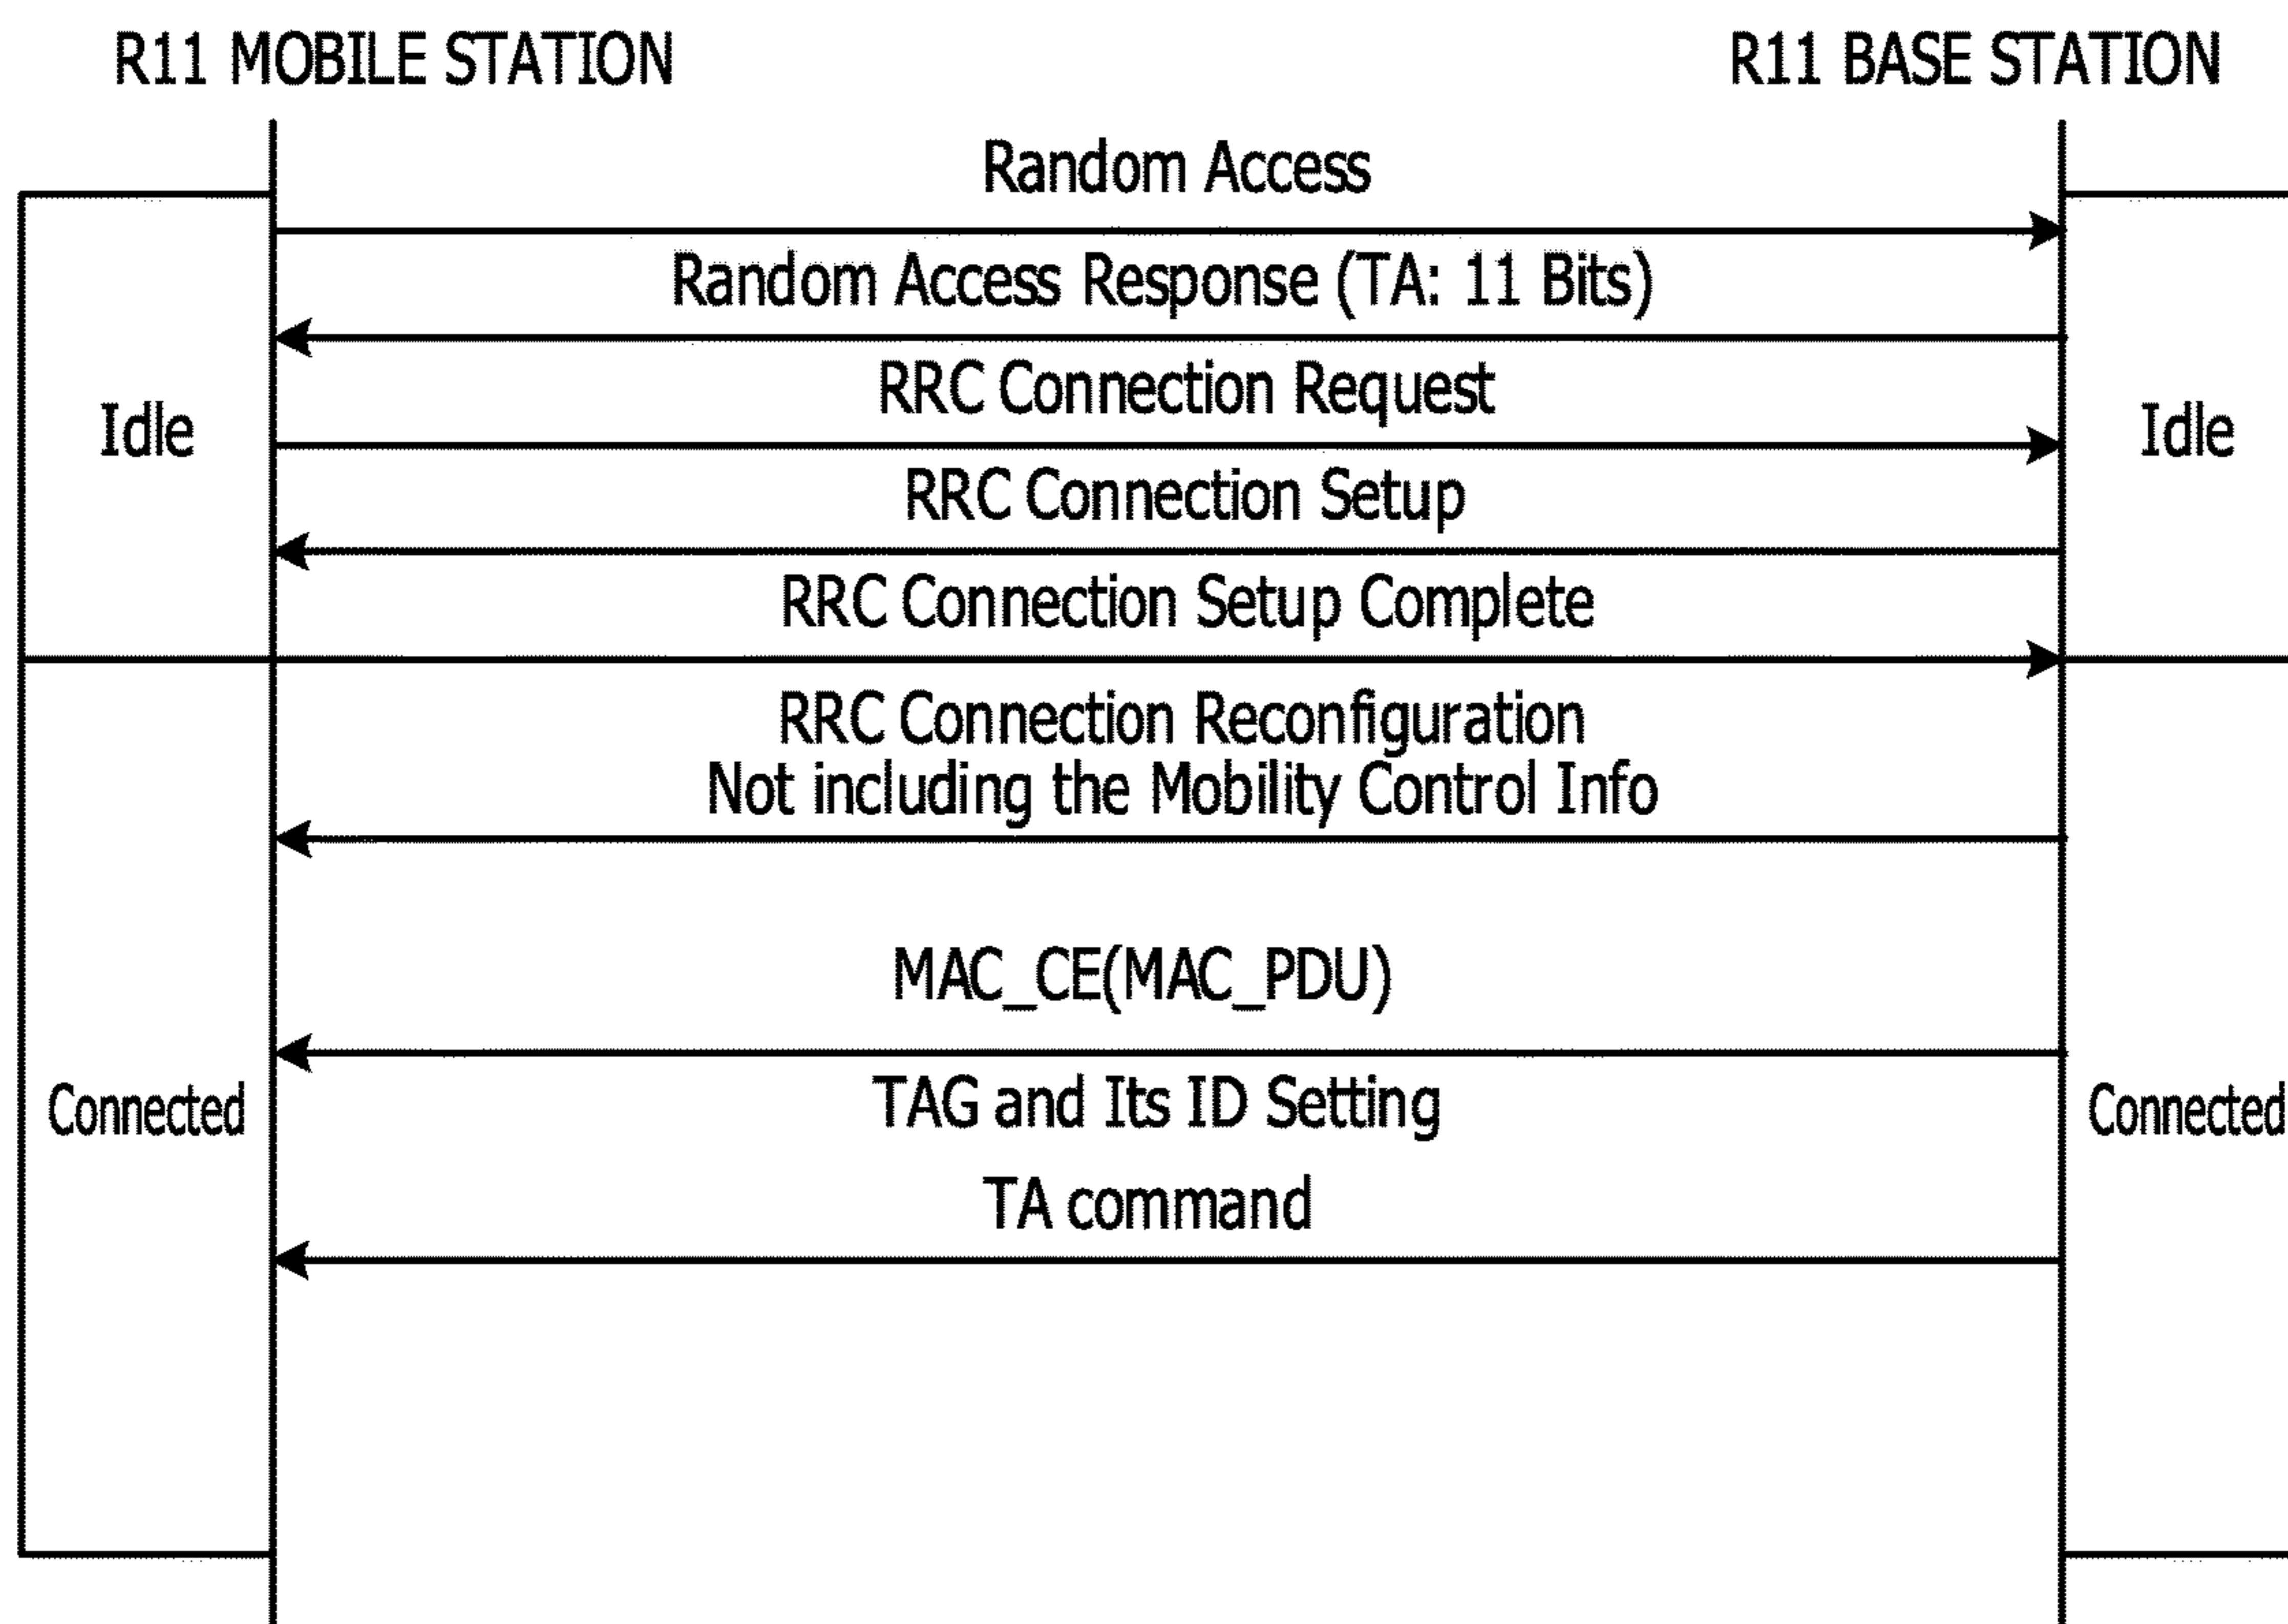 R11 MOBILE STATION
R11 BASE STATION
Random Access
Random Access Response (TA: 11 Bits)
RRC Connection Request
Idle
Idle
RRC Connection Setup
RRC Connection Setup Complete
RRC Connection Reconfiguration
Not including the Mobility Control Info
MAC_CE(MAC_PDU)
Connected
TAG and Its ID Setting
Connected
TA command